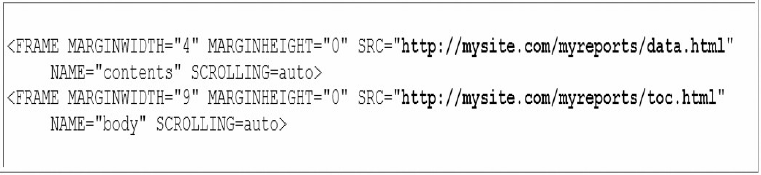 <FRAME MARGINWIDTH="4" MARGINHEIGHT="0" SRC="http://mysite.com/myreports/data.html"
NAME="contents" SCROLLING=auto>
<FRAME MARGINWIDTH="9" MARGINHEIGHT="0" SRC="http://mysite.com/myreports/toc.html"
NAME="body" SCROLLING=auto>